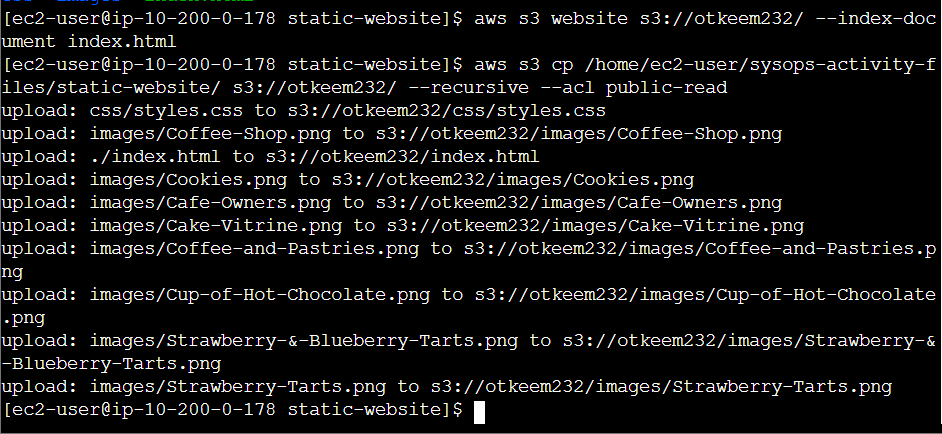 [ec2-user@ip-10-200-0-178 static-website]$ aws s3 website s3://otkeem232/ --index-doc
ument index.html
[ec2-user@ip-10-200-0-178 static-website]$ aws s3 cp /home/ec2-user/sysops-activity-f
iles/static-website/ s3://otkeem232/ --recursive --acl public-read
upload: css/styles.css to s3://otkeem232/css/styles.css
upload: images/Coffee-Shop.png to s3://otkeem232/images/Coffee-Shop.png
upload: ./index.html to s3://otkeem232/index.html
upload: images/Cookies.png to s3://otkeem232/images/Cookies.png
upload: images/Cafe-Owners.png to s3://otkeem232/images/Cafe-Owners.png
upload: images/Cake-Vitrine.png to s3://otkeem232/images/Cake-Vitrine.png
upload: images/Coffee-and-Pastries.png to s3://otkeem232/images/Coffee-and-Pastries.p
ng
upload: images/Cup-of-Hot-Chocolate.png to s3://otkeem232/images/Cup-of-Hot-Chocolate
.png
upload: images/Strawberry-&-Blueberry-Tarts.png to s3://otkeem232/images/Strawberry-&
-Blueberry-Tarts.png
upload: images/Strawberry-Tarts.png to s3://otkeem232/images/Strawberry-Tarts.png
[ec2-user@ip-10-200-0-178 static-website]$